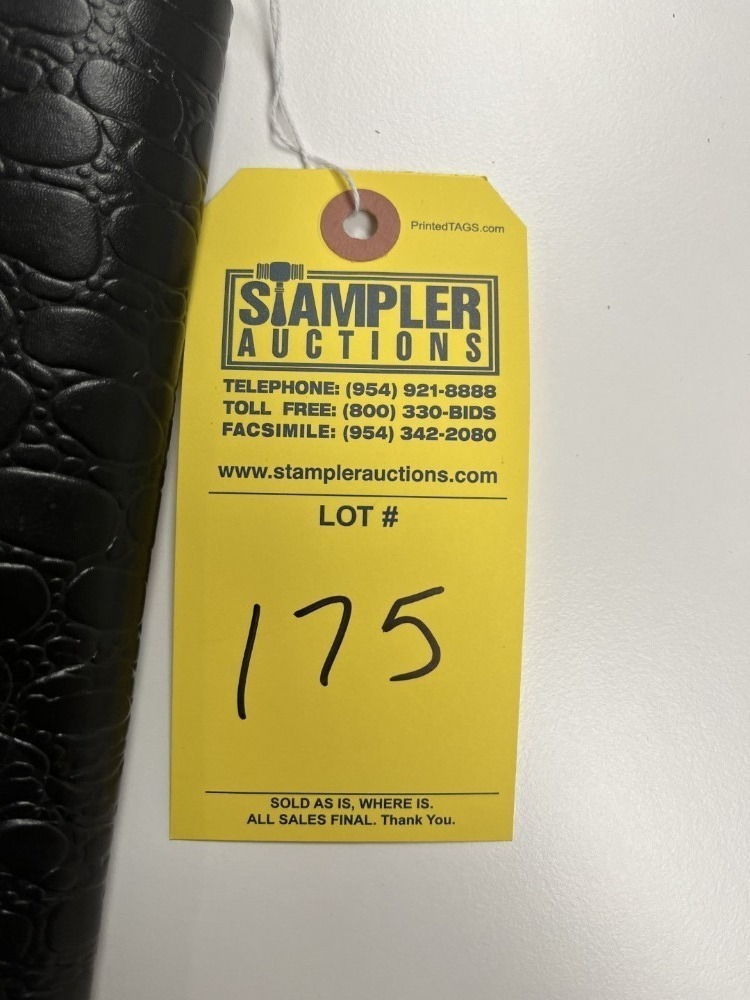 PrintedTAGS.com
STAMPLER
AUCTIONS
TELEPHONE: (954) 921-8888
TOLL FREE: (800) 330-BIDS
FACSIMILE: (954) 342-2080
www.stamplerauctions.com
LOT #
175
SOLD AS IS, WHERE IS.
ALL SALES FINAL. Thank You.